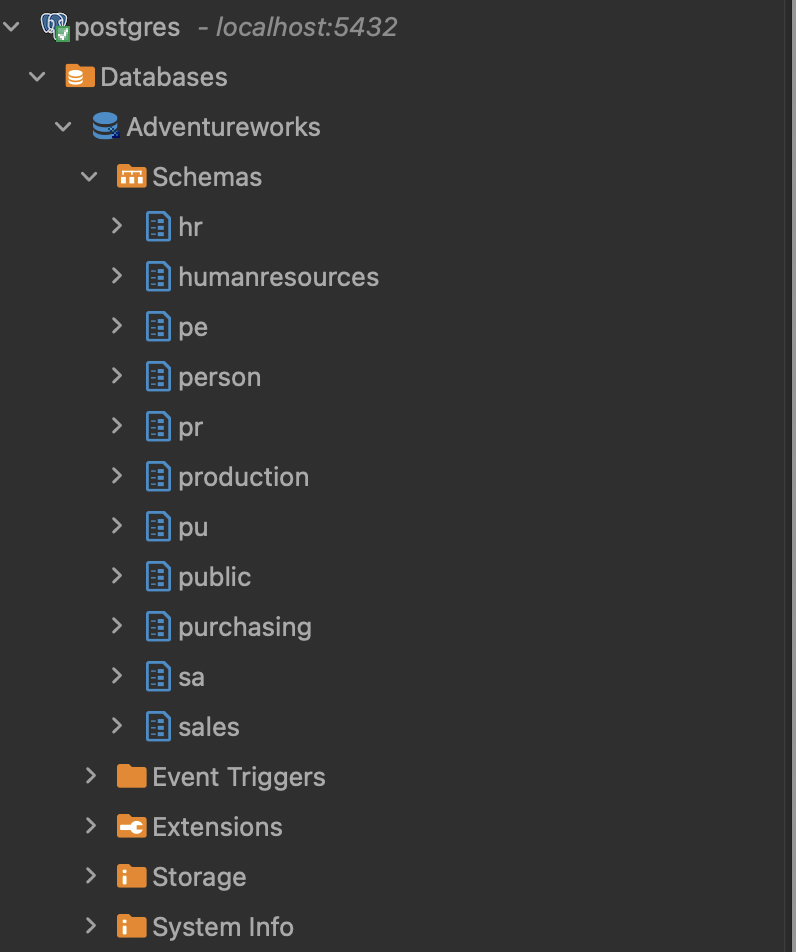 postgres - localhost:5432
Databases
Adventureworks
Schemas
hr
humanresources
pe
person
pr
production
pu
public
purchasing
sa
sales
Event Triggers
Extensions
Storage
System Info